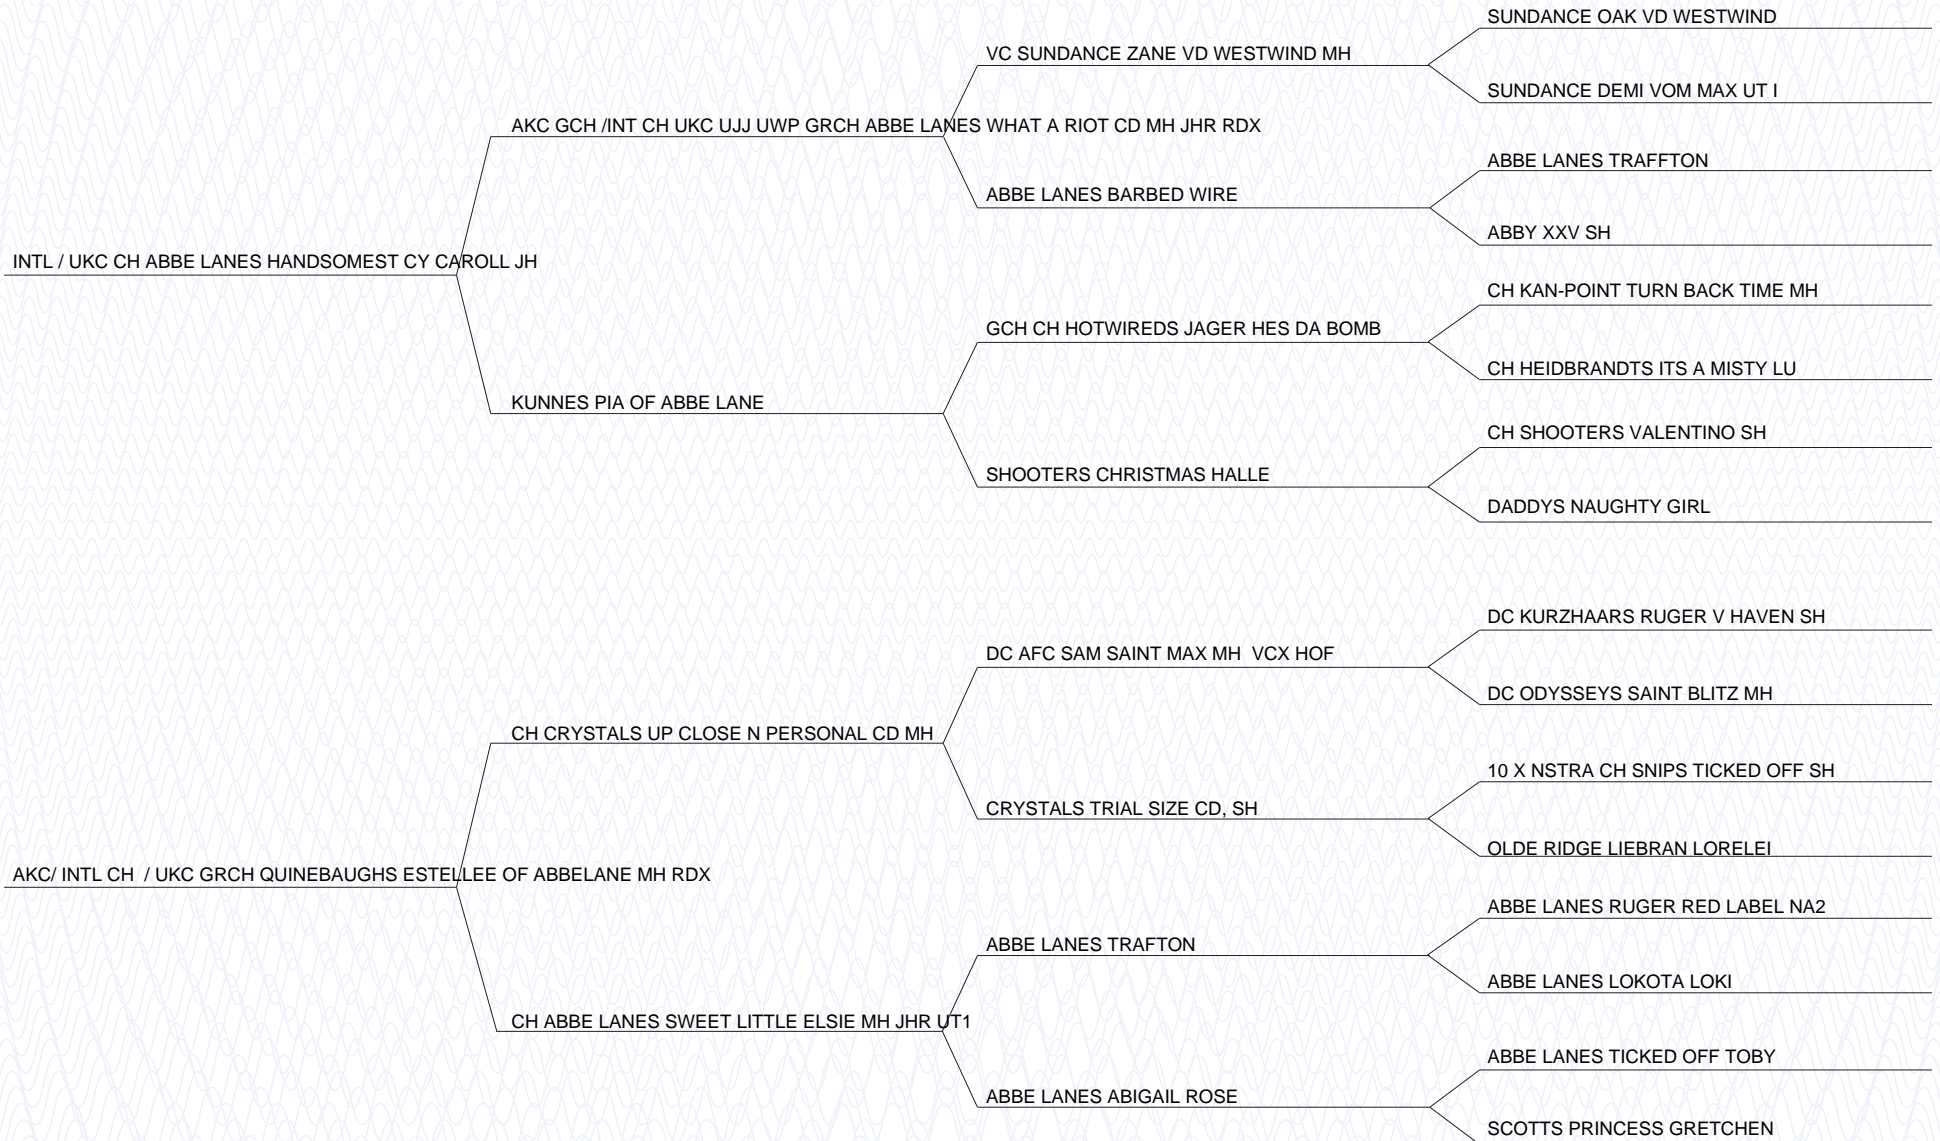 SUNDANCE OAK VD WESTWIND
VC SUNDANCE ZANE VD WESTWIND MH
SUNDANCE DEMI VOM MAX UT I
AKC GCH /INT CH UKC UJJ UWP GRCH ABBE LANES WHAT A RIOT CD MH JHR RDX
ABBE LANES TRAFFTON
ABBE LANES BARBED WIRE
ABBY XXV SH
INTL / UKC CH ABBE LANES HANDSOMEST CY CAROLL JH
CH KAN-POINT TURN BACK TIME MH
GCH CH HOTWIREDS JAGER HES DA BOMB
CH HEIDBRANDTS ITS A MISTY LU
KUNNES PIA OF ABBE LANE
CH SHOOTERS VALENTINO SH
SHOOTERS CHRISTMAS HALLE
DADDYS NAUGHTY GIRL
DC KURZHAARS RUGER V HAVEN SH
DC AFC SAM SAINT MAX MH  VCX HOF
DC ODYSSEYS SAINT BLITZ MH
CH CRYSTALS UP CLOSE N PERSONAL CD MH
10 X NSTRA CH SNIPS TICKED OFF SH
CRYSTALS TRIAL SIZE CD, SH
OLDE RIDGE LIEBRAN LORELEI
AKC/ INTL CH  / UKC GRCH QUINEBAUGHS ESTELLEE OF ABBELANE MH RDX
ABBE LANES RUGER RED LABEL NA2
ABBE LANES TRAFTON
ABBE LANES LOKOTA LOKI
CH ABBE LANES SWEET LITTLE ELSIE MH JHR UT1
ABBE LANES TICKED OFF TOBY
ABBE LANES ABIGAIL ROSE
SCOTTS PRINCESS GRETCHEN